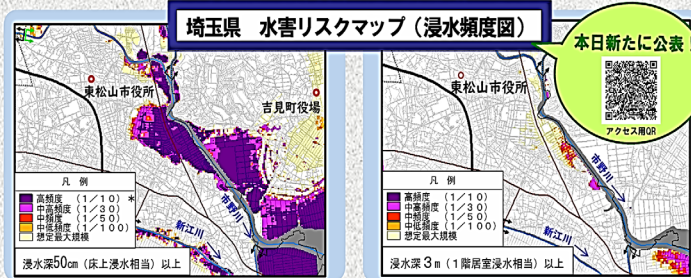 埼玉県 水害リスクマップ（浸水頻度図）
本日新たに公表！
アクセス用QR
東松山市役所
吉見町役場
市野川
新江川
凡 例
高頻度 （1／10）＊
中高頻度（1／30）
中頻度 （1／50）
中低頻度（1／100）
想定最大規模
浸水深50cm（床上浸水相当）以上
東松山市役所
市野川
新江川
凡 例
高頻度 （1／10）
中高頻度（1／30）
中頻度 （1／50）
中低頻度（1／100）
想定最大規模
浸水深３ｍ（１階居室浸水相当）以上